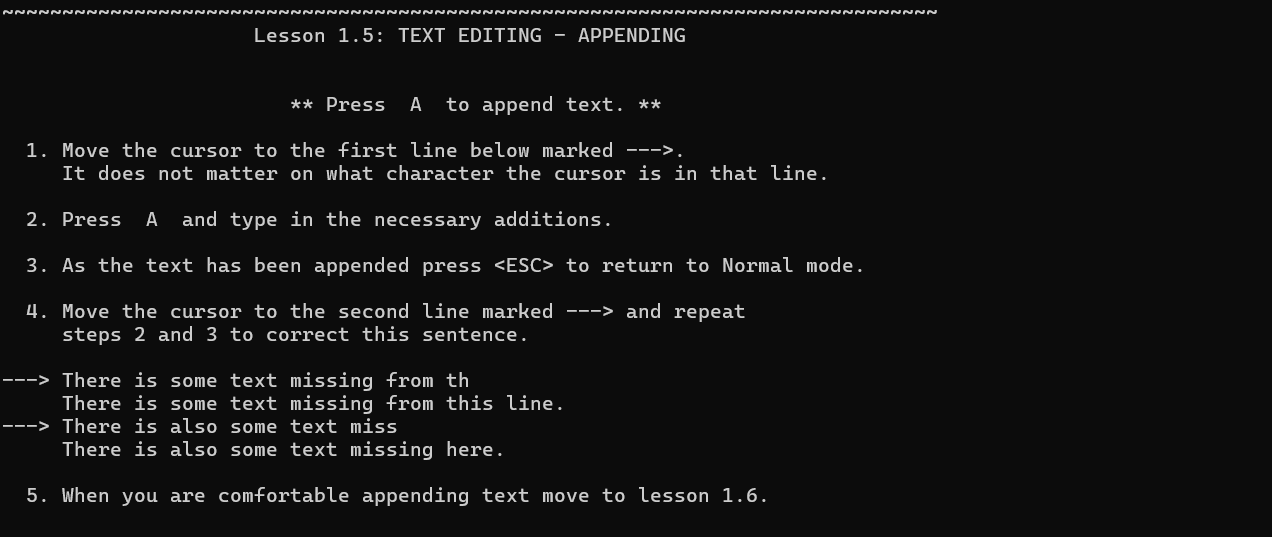 ~~~~~~~~~~~~~~~~~~~~~~~~~~~~~~~~~~~~~~~~~~~~~~~~~~~~~~~~~~~~~~~~~~~~~~~~~~~~~~
Lesson 1.5: TEXT EDITING - APPENDING
** Press  A  to append text. **
1. Move the cursor to the first line below marked --->.
It does not matter on what character the cursor is in that line.
2. Press  A  and type in the necessary additions.
3. As the text has been appended press <ESC> to return to Normal mode.
4. Move the cursor to the second line marked ---> and repeat
steps 2 and 3 to correct this sentence.
---> There is some text missing from th
There is some text missing from this line.
---> There is also some text miss
There is also some text missing here.
5. When you are comfortable appending text move to lesson 1.6.